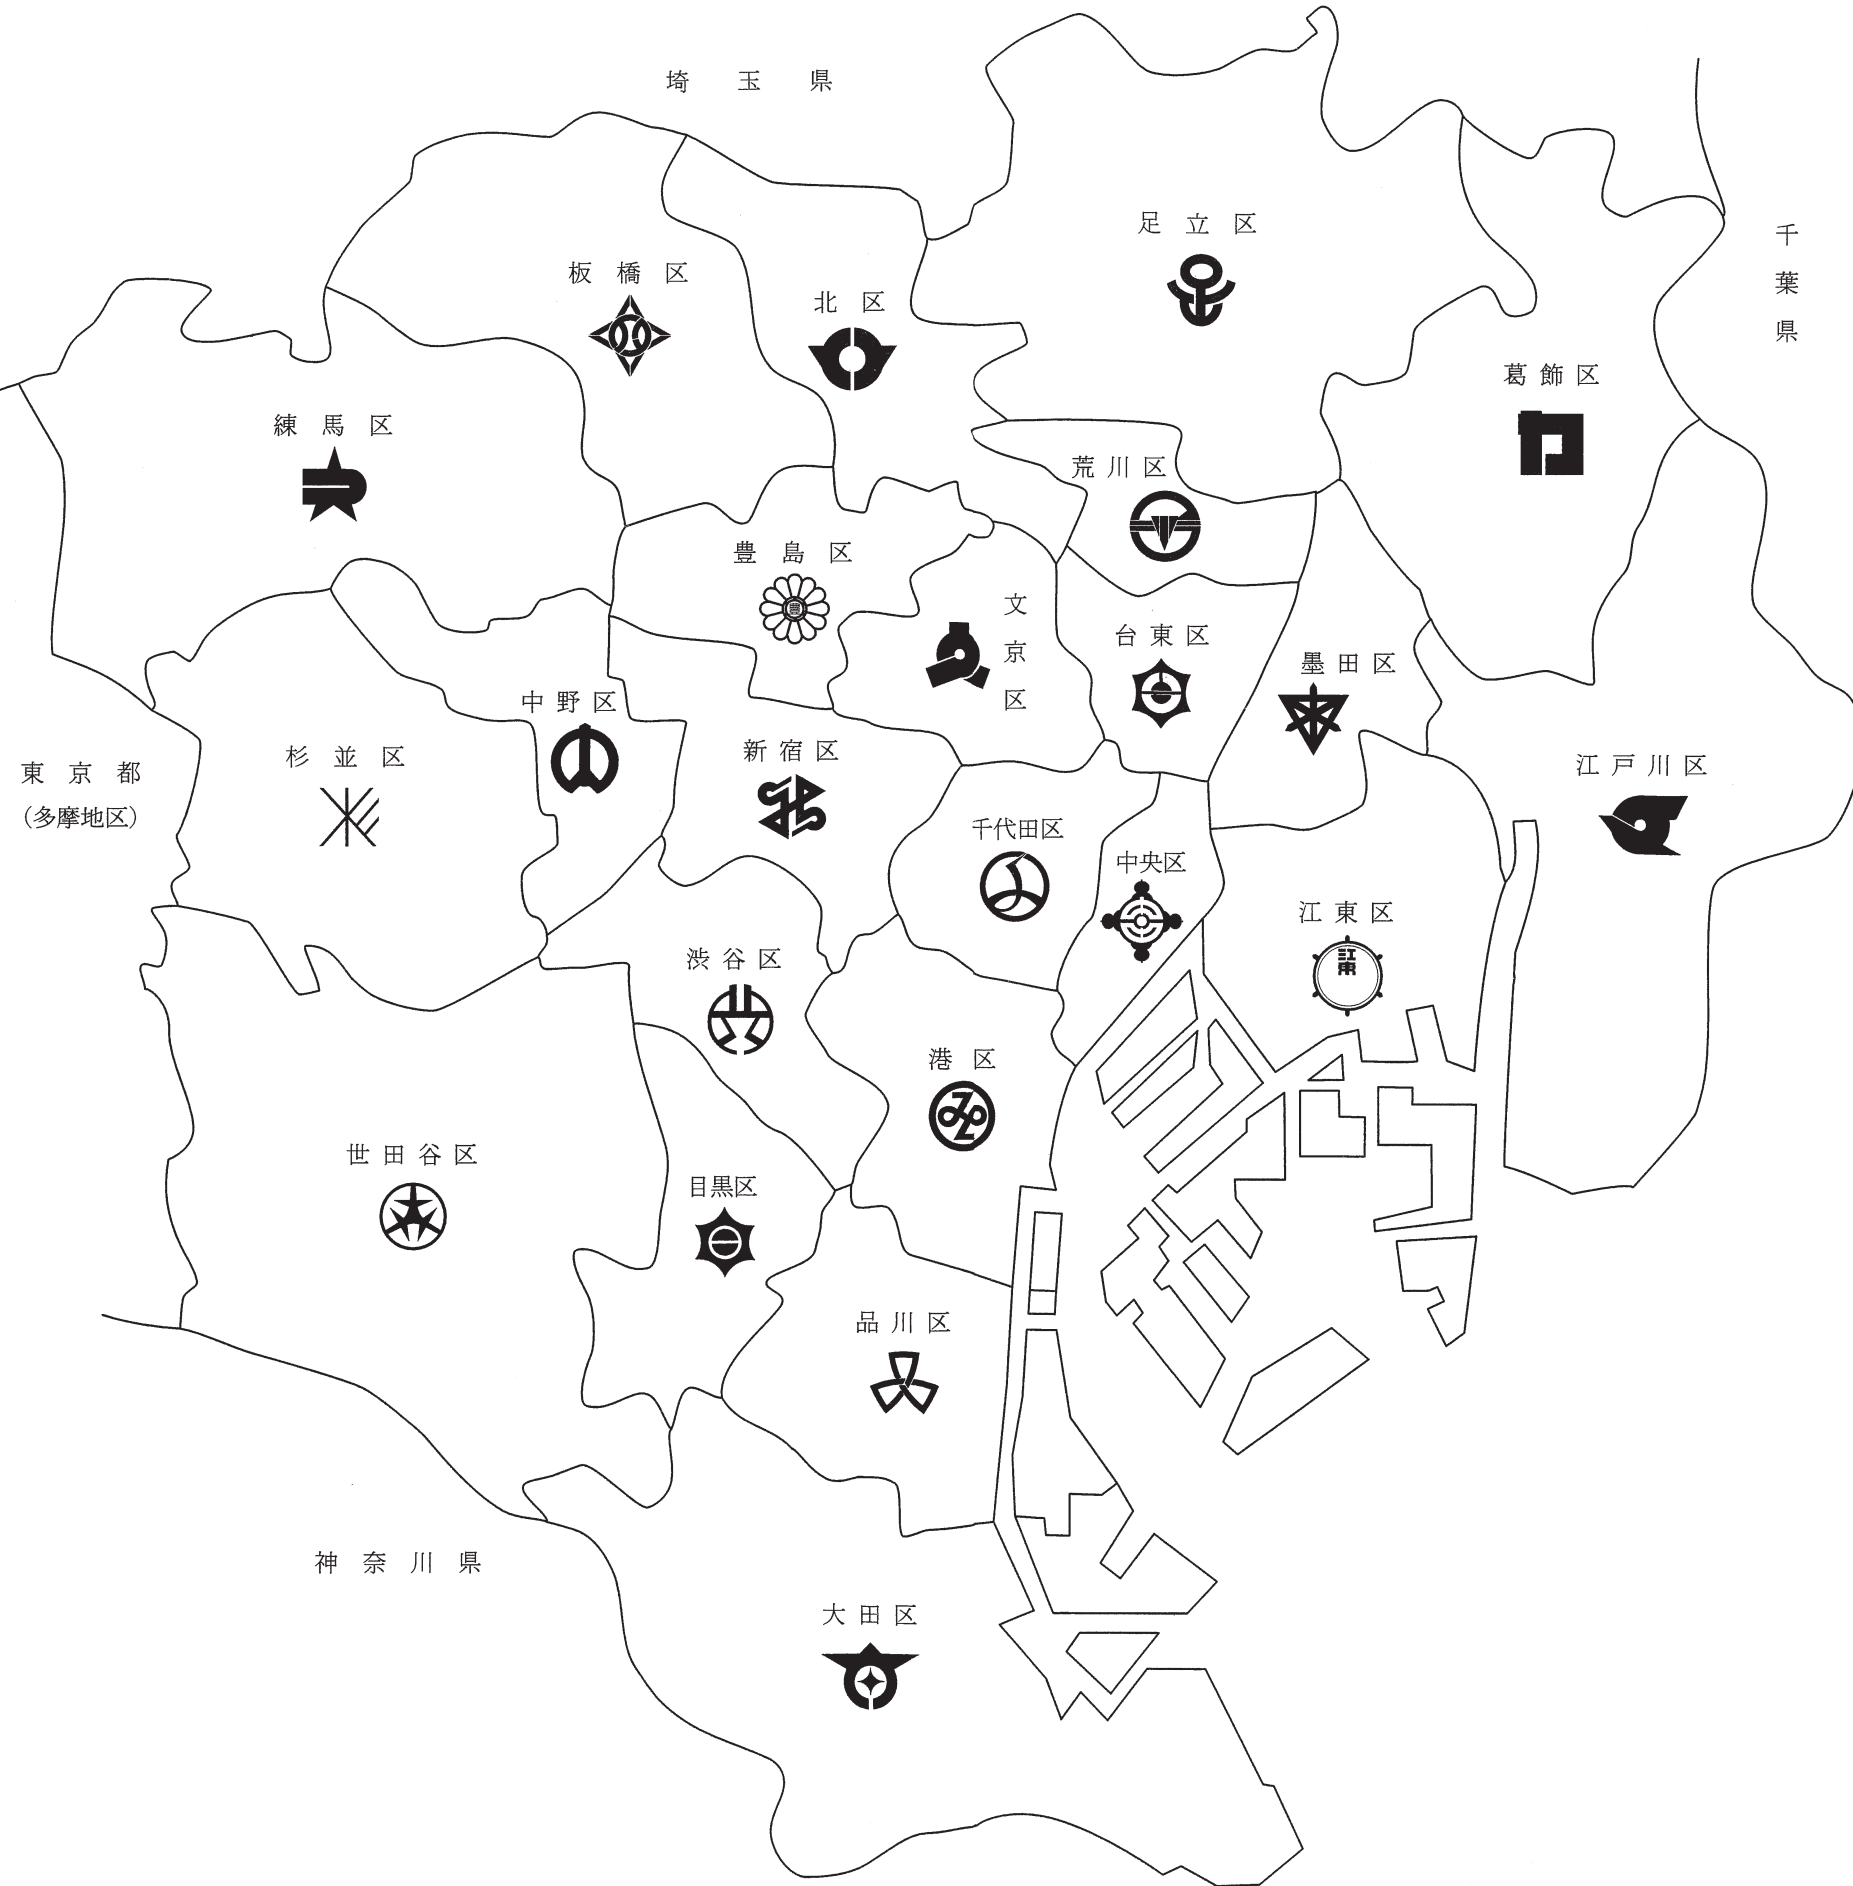 埼玉県
足立区
千葉県
板橋区
北区
葛飾区
練馬区
荒川区
豊島区
豊
文京区
台東区
墨田区
中野区
新宿区
杉並区
東京都
(多摩地区)
江戸川区
千代田区
中央区
江東区
江東
渋谷区
港区
世田谷区
目黒区
品川区
神奈川県
大田区